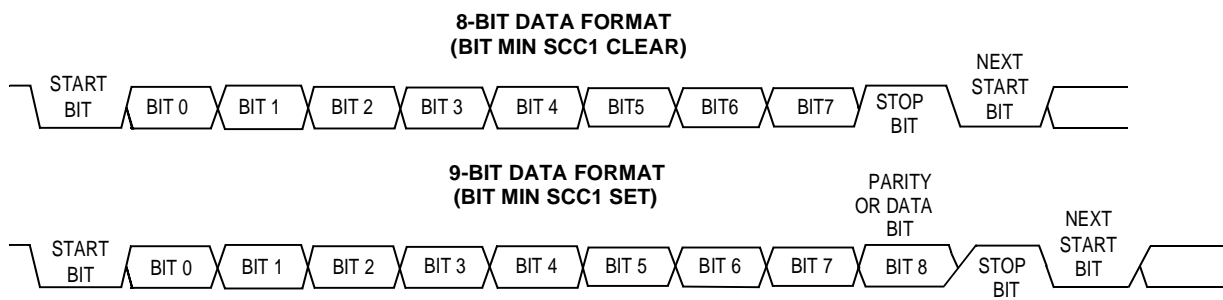 8-BIT DATA FORMAT
(BIT MIN SCC1 CLEAR)
START
BIT
BIT 0
BIT 1
BIT 2
BIT 3
BIT 4
BIT5
BIT6
BIT7
STOP
BIT
NEXT
START
BIT
9-BIT DATA FORMAT
(BIT MIN SCC1 SET)
START
BIT
BIT 0
BIT 1
BIT 2
BIT 3
BIT 4
BIT 5
BIT 6
BIT 7
PARITY
OR DATA
BIT
BIT 8
STOP
BIT
NEXT
START
BIT